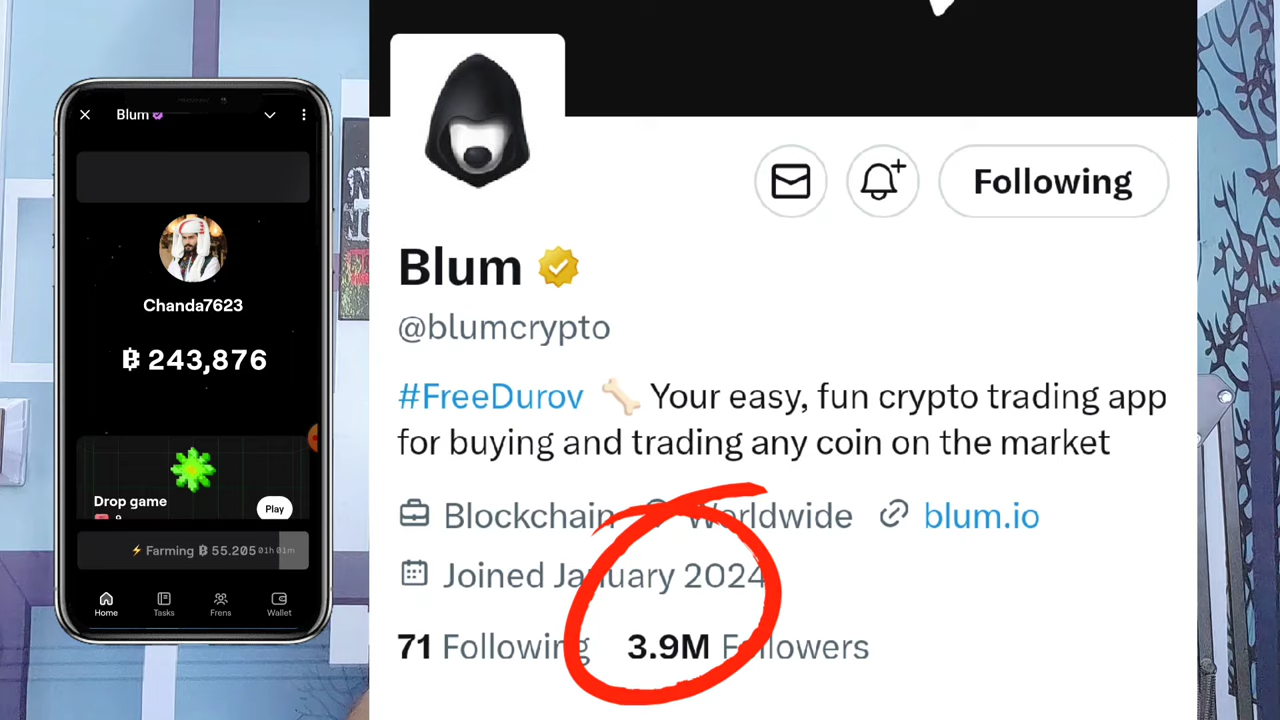 Blum
Chanda7623
฿ 243,876
Drop game
Play
Farming ฿ 55.205 01h 01m
Home Tasks Frens Wallet
Following
Blum
@blumcrypto
#FreeDurov 🦴 Your easy, fun crypto trading app
for buying and trading any coin on the market
Blockchain Worldwide blum.io
Joined January 2024
71 Following 3.9M Followers